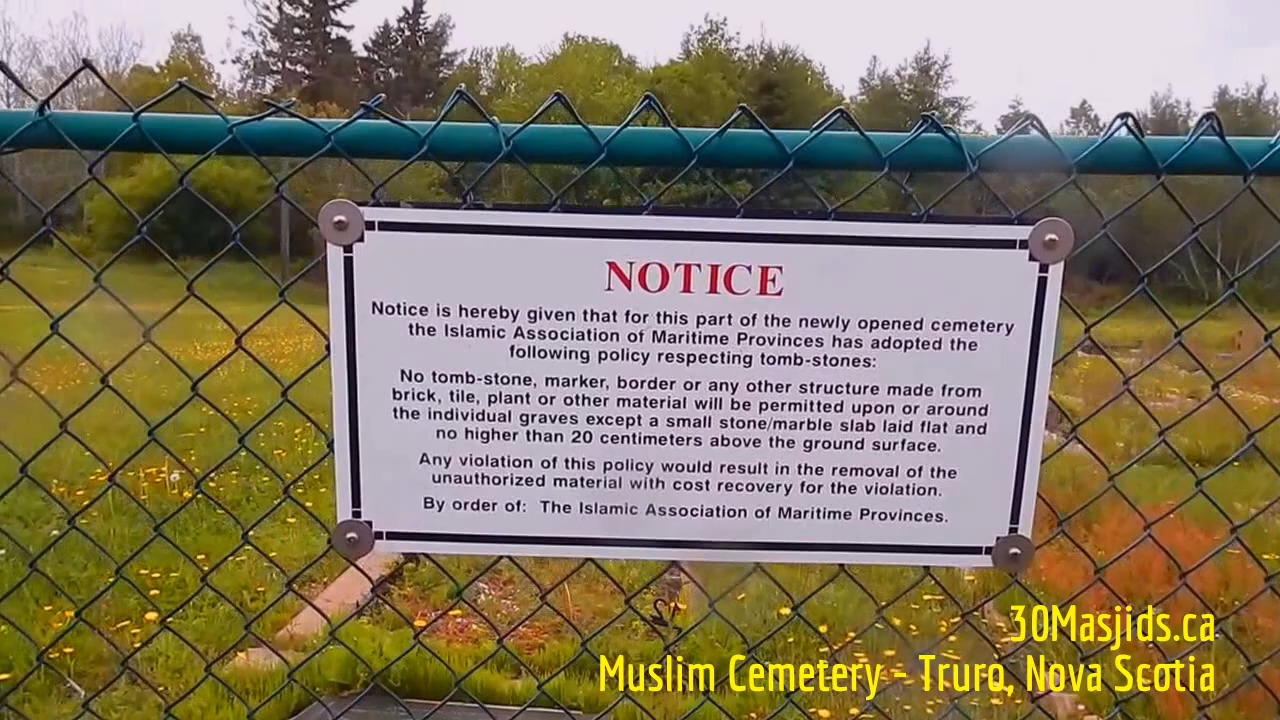 NOTICE
Notice is hereby given that for this part of the newly opened cemetery
the Islamic Association of Maritime Provinces has adopted the
following policy respecting tomb-stones:
No tomb-stone, marker, border or any other structure made from
brick, tile, plant or other material will be permitted upon or around
the individual graves except a small stone/marble slab laid flat and
no higher than 20 centimeters above the ground surface.
Any violation of this policy would result in the removal of the
unauthorized material with cost recovery for the violation.
By order of: The Islamic Association of Maritime Provinces.
30Masjids.ca
Muslim Cemetery - Truro, Nova Scotia